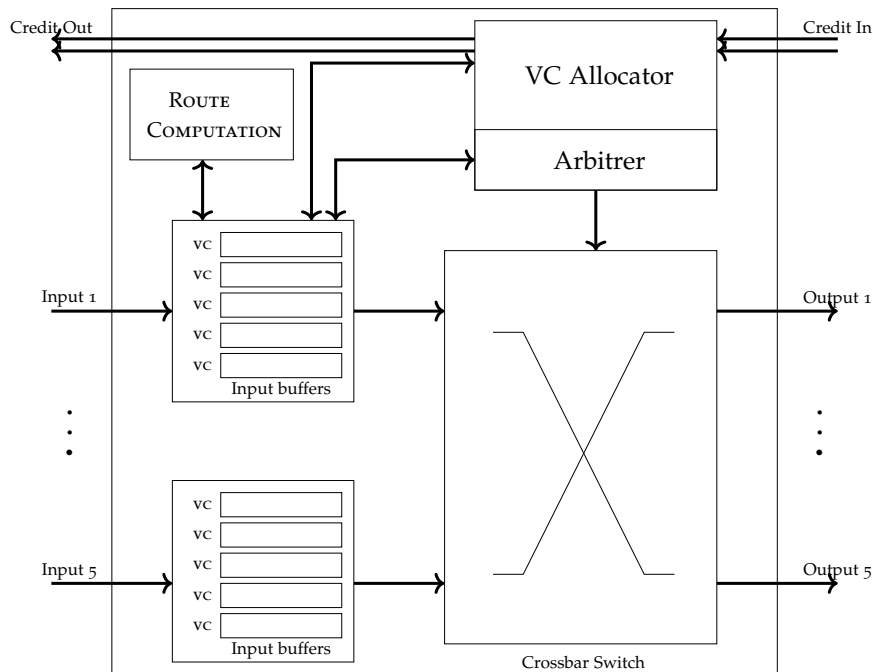 Credit Out
Credit In
VC Allocator
Route
Computation
Arbitrer
vc
vc
vc
vc
vc
Input buffers
Input 1
Output 1
vc
vc
vc
vc
vc
Input buffers
Input 5
Output 5
Crossbar Switch